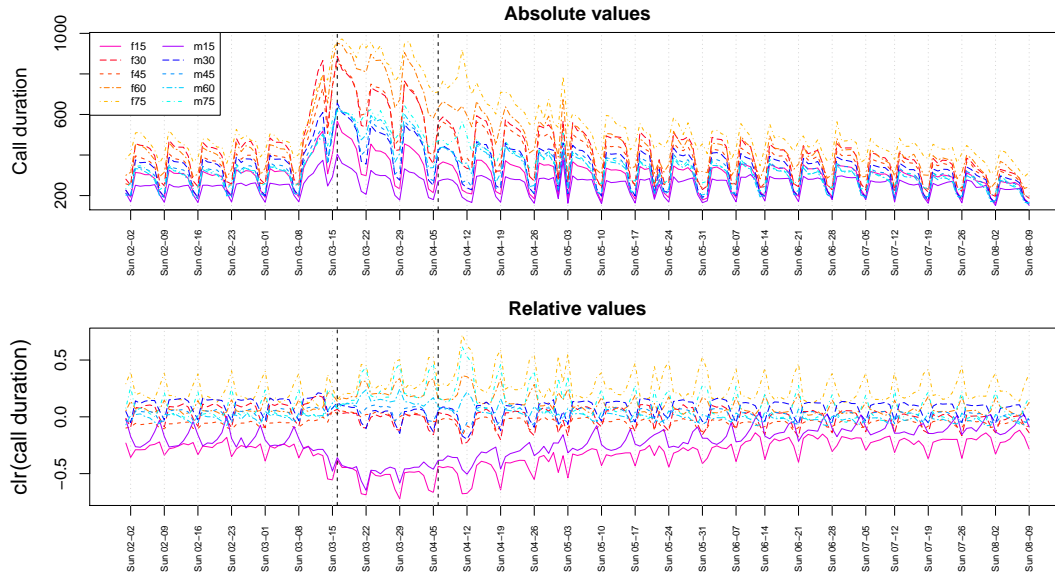 Absolute values
Call duration
200
600
1000
f15 m15
f30 m30
f45 m45
f60 m60
f75 m75
Sun 02−02
Sun 02−09
Sun 02−16
Sun 02−23
Sun 03−01
Sun 03−08
Sun 03−15
Sun 03−22
Sun 03−29
Sun 04−05
Sun 04−12
Sun 04−19
Sun 04−26
Sun 05−03
Sun 05−10
Sun 05−17
Sun 05−24
Sun 05−31
Sun 06−07
Sun 06−14
Sun 06−21
Sun 06−28
Sun 07−05
Sun 07−12
Sun 07−19
Sun 07−26
Sun 08−02
Sun 08−09
Relative values
clr(call duration)
−0.5
0.0
0.5
Sun 02−02
Sun 02−09
Sun 02−16
Sun 02−23
Sun 03−01
Sun 03−08
Sun 03−15
Sun 03−22
Sun 03−29
Sun 04−05
Sun 04−12
Sun 04−19
Sun 04−26
Sun 05−03
Sun 05−10
Sun 05−17
Sun 05−24
Sun 05−31
Sun 06−07
Sun 06−14
Sun 06−21
Sun 06−28
Sun 07−05
Sun 07−12
Sun 07−19
Sun 07−26
Sun 08−02
Sun 08−09